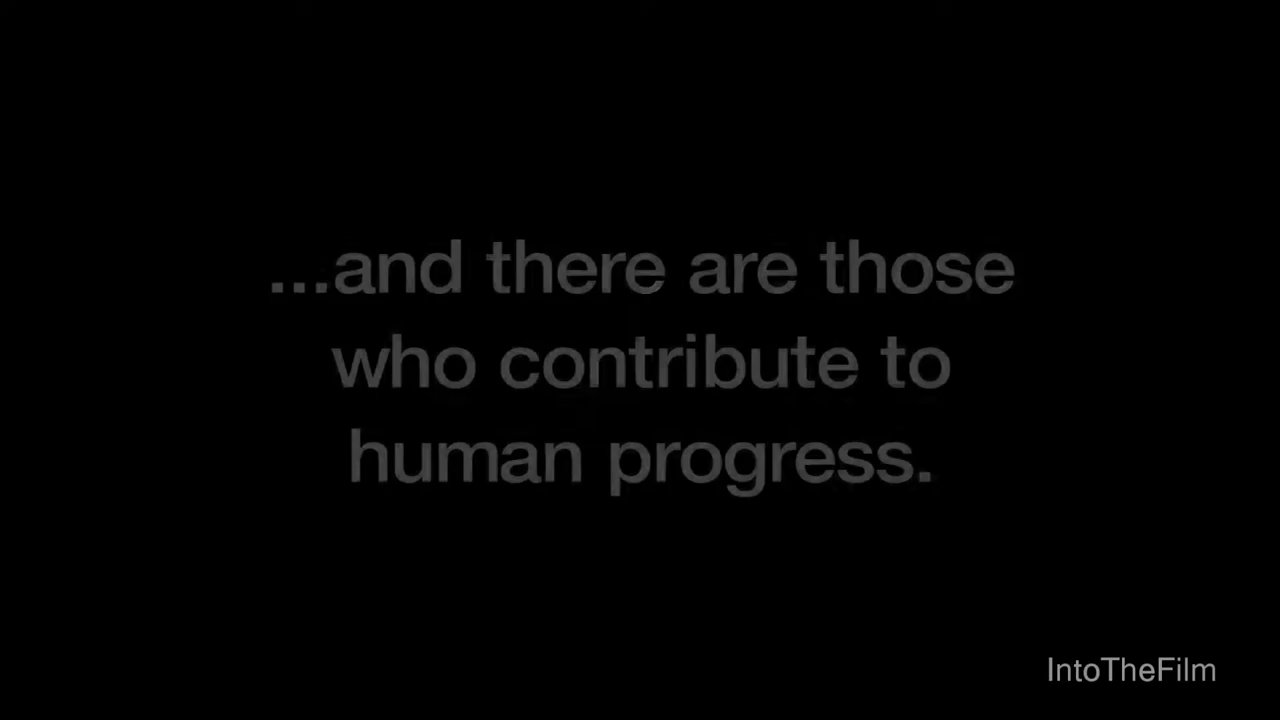 ...and there are those
who contribute to
human progress.
IntoTheFilm